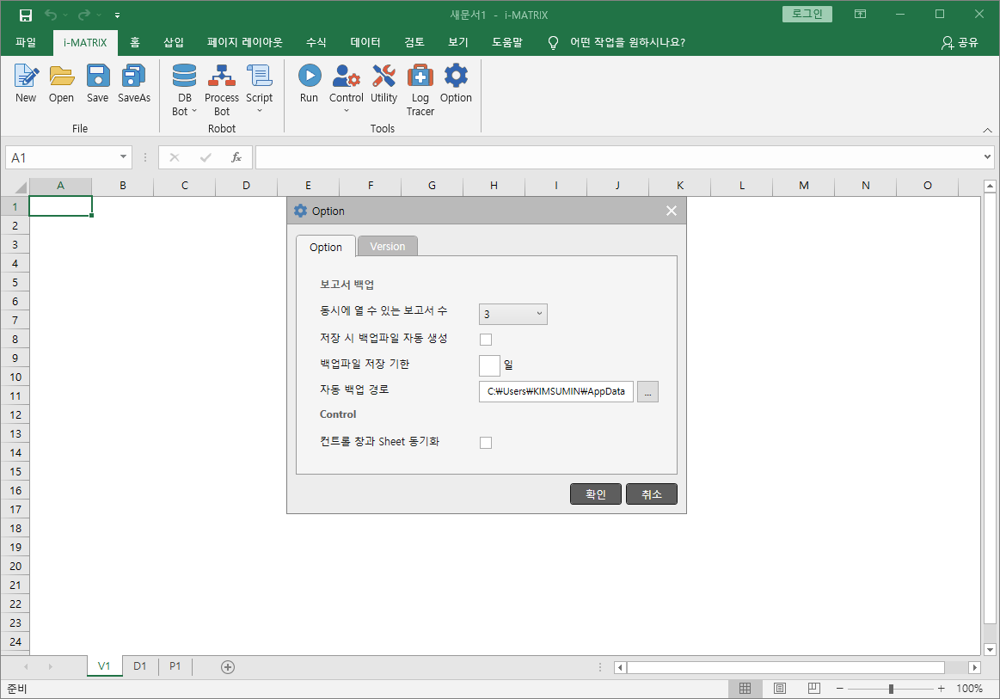 새문서1 - i-MATRIX
로그인
파일 i-MATRIX 홈 삽입 페이지 레이아웃 수식 데이터 검토 보기 도움말 어떤 작업을 원하시나요? 공유
New Open Save SaveAs DB Bot Process Bot Script Run Control Utility Log Tracer Option
File Robot Tools
A1 fx
A B C D E F G H I J K L M N O
1
2
3
4
5
6
7
8
9
10
11
12
13
14
15
16
17
18
19
20
21
22
23
24
Option
Option Version
보고서 백업
동시에 열 수 있는 보고서 수 3
저장 시 백업파일 자동 생성
백업파일 저장 기한 일
자동 백업 경로 C:₩Users₩KIMSUMIN₩AppData ...
Control
컨트롤 창과 Sheet 동기화
확인 취소
V1 D1 P1
준비 100%